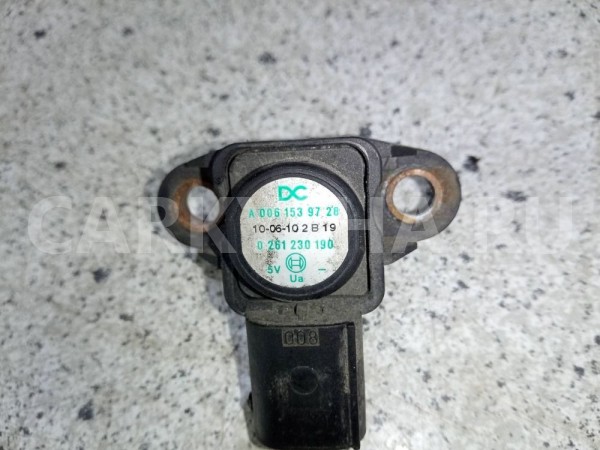 DC
A 006 153 97 28
10-06-10 2 B 19
0 261 230 190
5V –
Ua